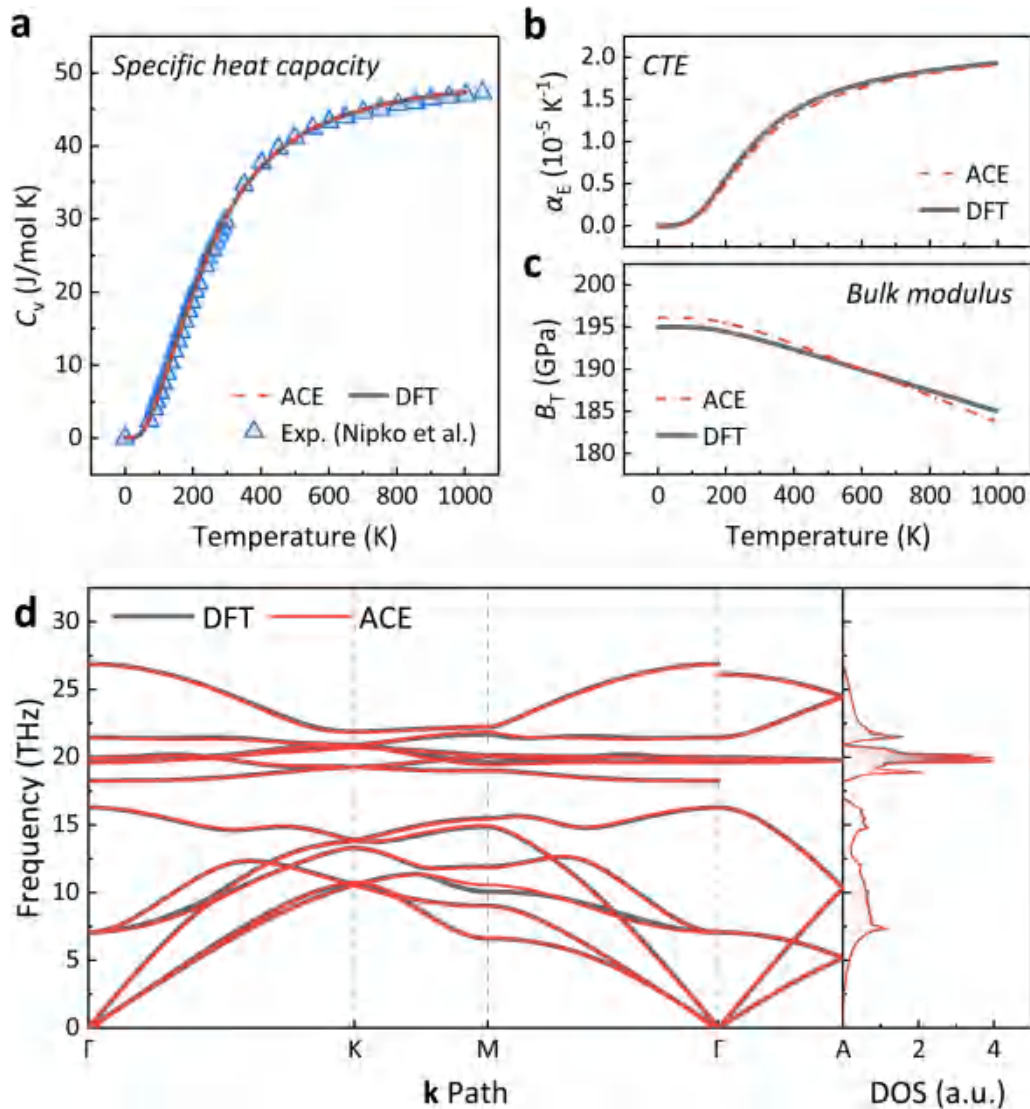 a
Specific heat capacity
50
40
30
20
10
0
Cv (J/mol K)
ACE
DFT
Exp. (Nipko et al.)
0 200 400 600 800 1000
Temperature (K)
b
CTE
2.0
1.5
1.0
0.5
0.0
αE (10-5 K-1)
ACE
DFT
c
Bulk modulus
200
195
190
185
180
BT (GPa)
ACE
DFT
0 200 400 600 800 1000
Temperature (K)
d
DFT
ACE
30
25
20
15
10
5
0
Frequency (THz)
Γ K M Γ A 2 4
k Path
DOS (a.u.)